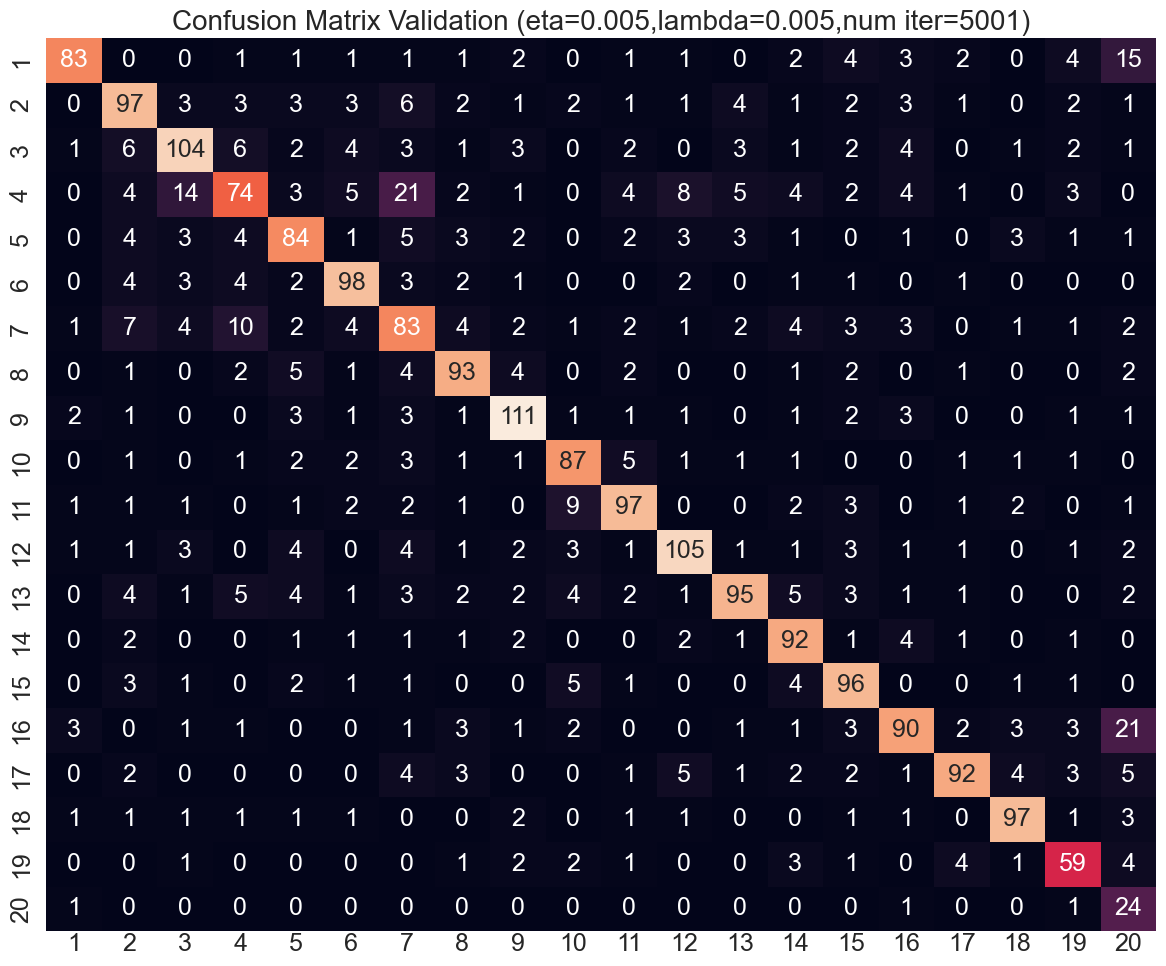 Confusion Matrix Validation (eta=0.005,lambda=0.005,num iter=5001)
1 83 0 0 1 1 1 1 2 0 1 1 0 2 4 3 2 0 4 15
2 0 97 3 3 3 3 6 2 1 2 1 1 4 1 2 3 1 0 2 1
3 1 6 104 6 2 4 3 1 3 0 2 0 3 1 2 4 0 1 2 1
4 0 4 14 74 3 5 21 2 1 0 4 8 5 4 2 4 1 0 3 0
5 0 4 3 4 84 1 5 3 2 0 2 3 3 1 0 1 0 3 1 1
6 0 4 3 4 2 98 3 2 1 0 0 2 0 1 1 0 1 0 0 0
7 1 7 4 10 2 4 83 4 2 1 2 1 2 4 3 3 0 1 1 2
8 0 1 0 2 5 1 4 93 4 0 2 0 0 1 2 0 1 0 0 2
9 2 1 0 0 3 1 3 1 111 1 1 1 0 1 2 3 0 0 1 1
10 0 1 0 1 2 2 3 1 1 87 5 1 1 1 0 0 1 1 1 0
11 1 1 1 0 1 2 2 1 0 9 97 0 0 2 3 0 1 2 0 1
12 1 1 3 0 4 0 4 1 2 3 1 105 1 1 3 1 1 0 1 2
13 0 4 1 5 4 1 3 2 2 4 2 1 95 5 3 1 1 0 0 2
14 0 2 0 0 1 1 1 1 2 0 0 2 1 92 1 4 1 0 1 0
15 0 3 1 0 2 1 1 0 0 5 1 0 0 4 96 0 0 1 1 0
16 3 0 1 1 0 0 1 3 1 2 0 0 1 1 3 90 2 3 3 21
17 0 2 0 0 0 0 4 3 0 0 1 5 1 2 2 1 92 4 3 5
18 1 1 1 1 1 1 0 0 2 0 1 1 0 0 1 1 0 97 1 3
19 0 0 1 0 0 0 0 1 2 2 1 0 0 3 1 0 4 1 59 4
20 1 0 0 0 0 0 0 0 0 0 0 0 0 0 0 1 0 0 1 24
1 2 3 4 5 6 7 8 9 10 11 12 13 14 15 16 17 18 19 20